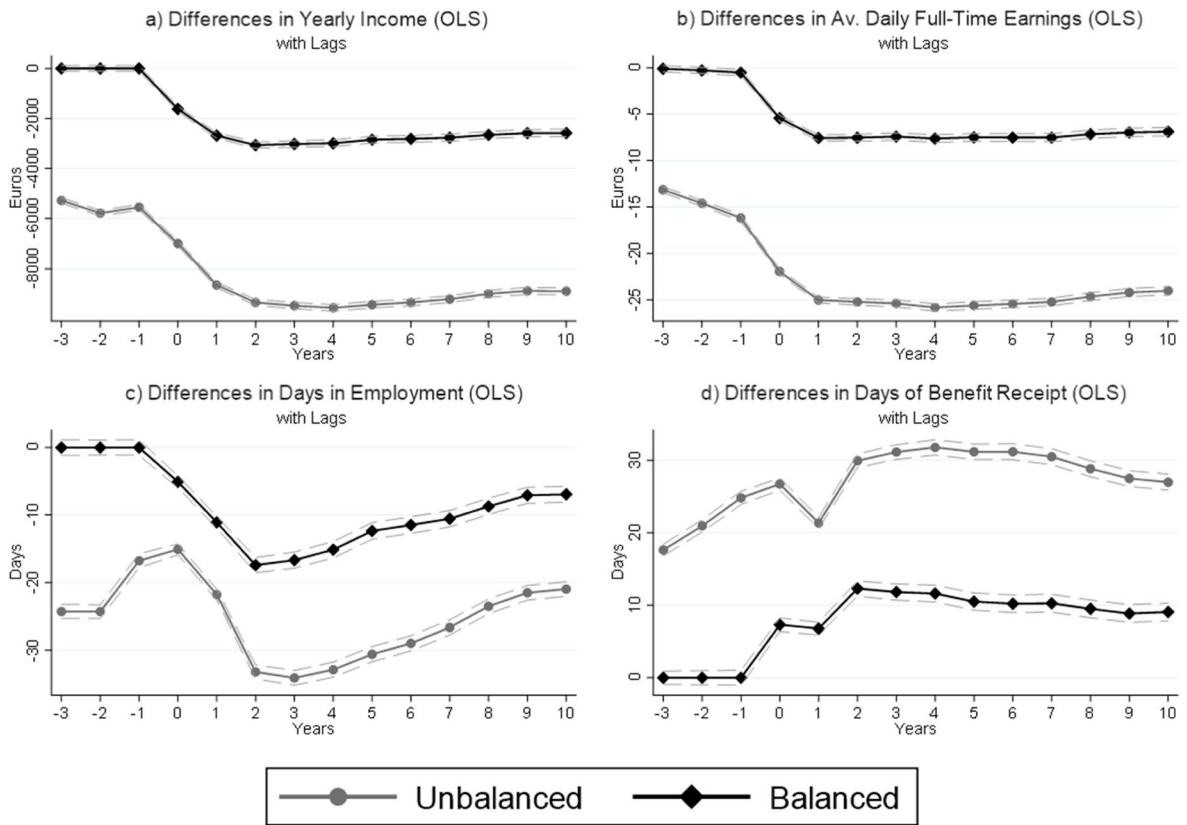 a) Differences in Yearly Income (OLS)
with Lags
Euros
0
-2000
-4000
-6000
-8000
-3 -2 -1 0 1 2 3 4 5 6 7 8 9 10
Years
b) Differences in Av. Daily Full-Time Earnings (OLS)
with Lags
Euros
0
-5
-10
-15
-20
-25
-3 -2 -1 0 1 2 3 4 5 6 7 8 9 10
Years
c) Differences in Days in Employment (OLS)
with Lags
Days
0
-10
-20
-30
-3 -2 -1 0 1 2 3 4 5 6 7 8 9 10
Years
d) Differences in Days of Benefit Receipt (OLS)
with Lags
Days
30
20
10
0
-3 -2 -1 0 1 2 3 4 5 6 7 8 9 10
Years
Unbalanced Balanced